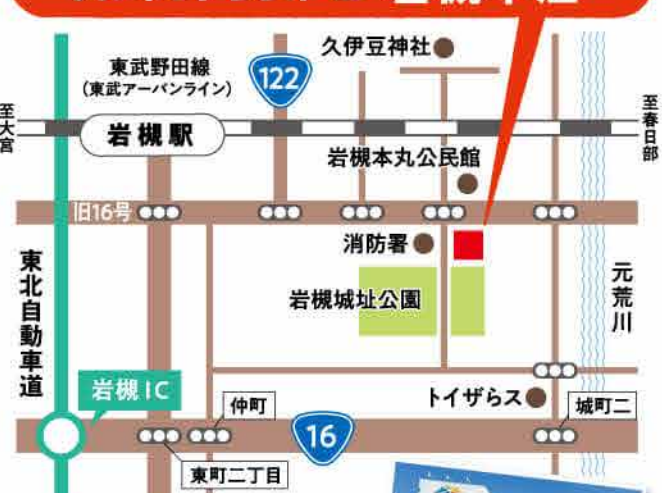 久伊豆神社
東武野田線
(東武アーバンライン)
122
至大宮
岩槻駅
至春日部
岩槻本丸公民館
旧16号
消防署
東北自動車道
岩槻城址公園
元荒川
岩槻IC
仲町
トイザらス
城町二
16
東町二丁目